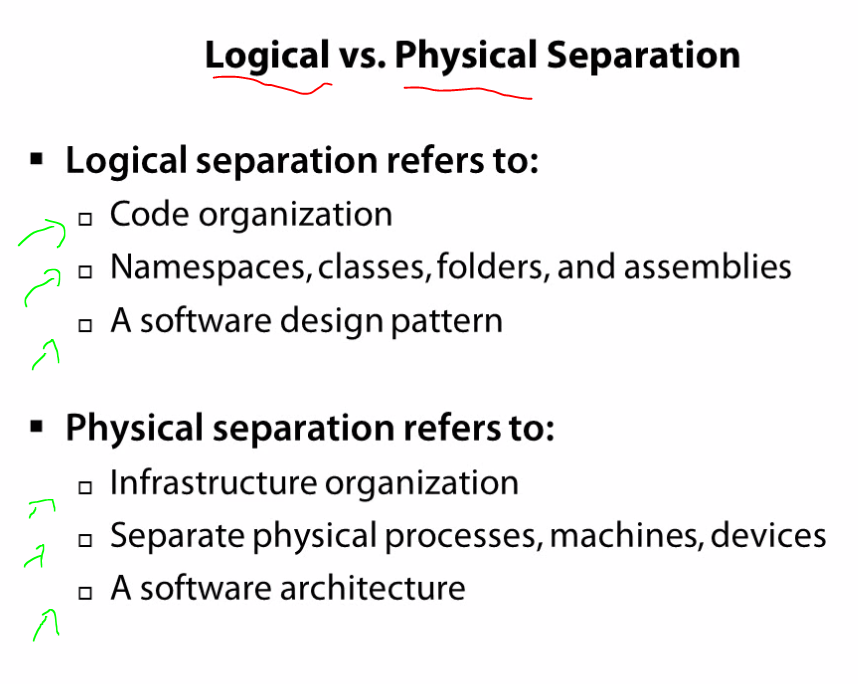 Logical vs. Physical Separation
Logical separation refers to:
Code organization
Namespaces, classes, folders, and assemblies
A software design pattern
Physical separation refers to:
Infrastructure organization
Separate physical processes, machines, devices
A software architecture